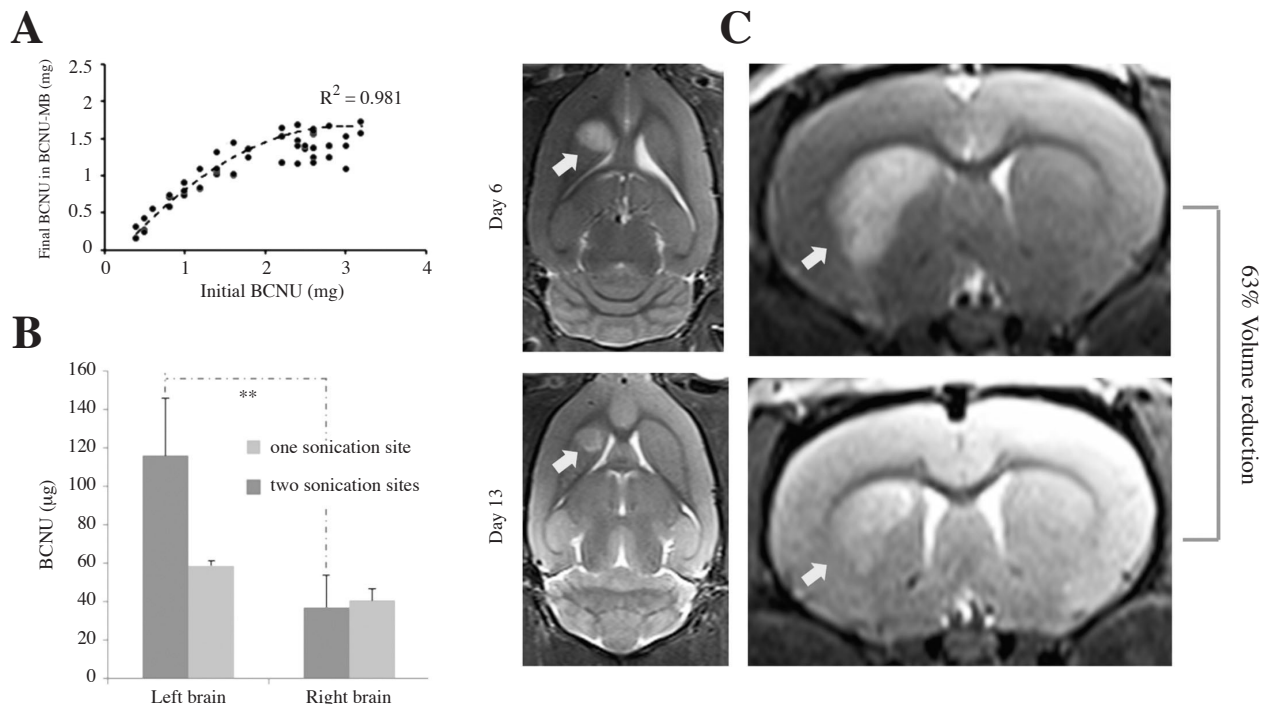 A
Final BCNU in BCNU-MB (mg)
2.5
2
1.5
1
0.5
0
R² = 0.981
0 1 2 3 4
Initial BCNU (mg)
B
BCNU (µg)
160
140
120
100
80
60
40
20
0
**
one sonication site
two sonication sites
Left brain Right brain
C
Day 6
Day 13
63% Volume reduction